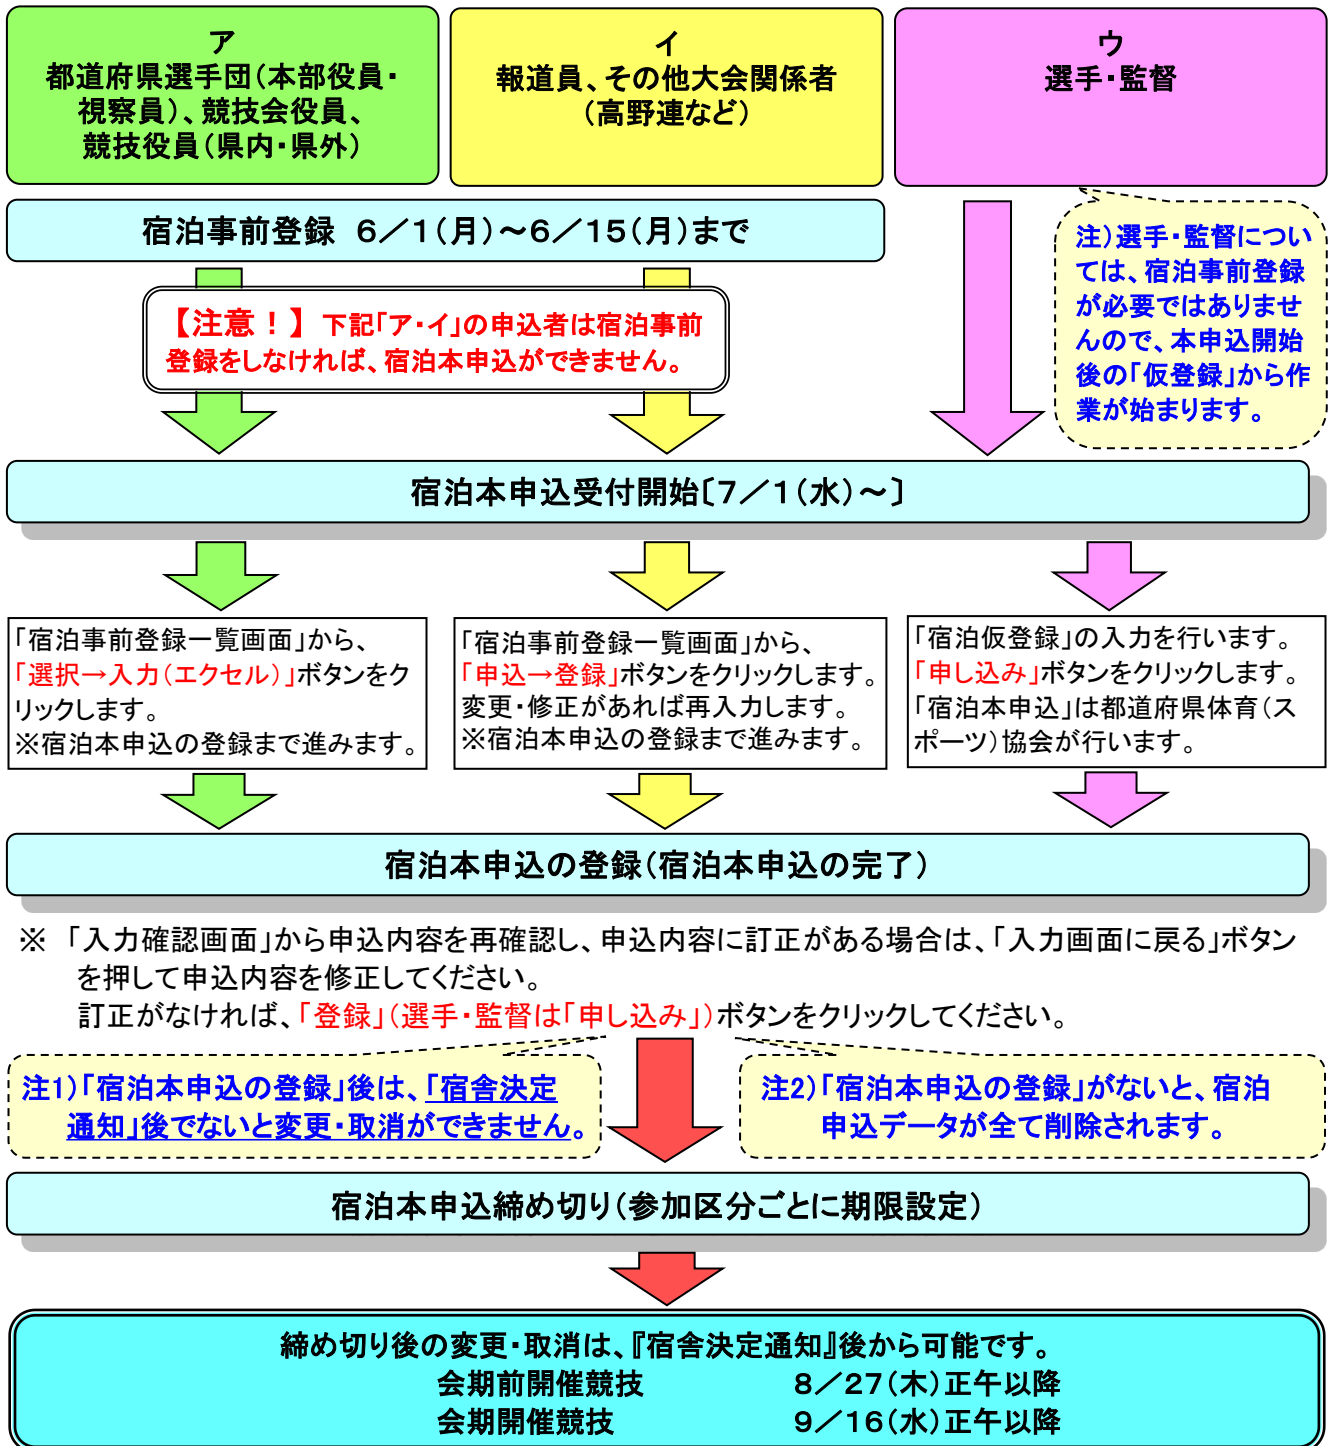 ア
都道府県選手団（本部役員・
視察員）、競技会役員、
競技役員（県内・県外）
イ
報道員、その他大会関係者
（高野連など）
ウ
選手・監督
宿泊事前登録　６／１（月）～６／１５（月）まで
注）選手・監督につい
ては、宿泊事前登録
が必要ではありませ
んので、本申込開始
後の「仮登録」から作
業が始まります。
【注意！】下記「ア・イ」の申込者は宿泊事前
登録をしなければ、宿泊本申込ができません。
宿泊本申込受付開始〔７／１（水）～〕
「宿泊事前登録一覧画面」から、
「選択→入力（エクセル）」ボタンをク
リックします。
※宿泊本申込の登録まで進みます。
「宿泊事前登録一覧画面」から、
「申込→登録」ボタンをクリックします。
変更・修正があれば再入力します。
※宿泊本申込の登録まで進みます。
「宿泊仮登録」の入力を行います。
「申し込み」ボタンをクリックします。
「宿泊本申込」は都道府県体育（ス
ポーツ）協会が行います。
宿泊本申込の登録（宿泊本申込の完了）
※　「入力確認画面」から申込内容を再確認し、申込内容に訂正がある場合は、「入力画面に戻る」ボタン
を押して申込内容を修正してください。
訂正がなければ、「登録」（選手・監督は「申し込み」）ボタンをクリックしてください。
注1）「宿泊本申込の登録」後は、「宿舎決定
通知」後でないと変更・取消ができません。
注2）「宿泊本申込の登録」がないと、宿泊
申込データが全て削除されます。
宿泊本申込締め切り（参加区分ごとに期限設定）
締め切り後の変更・取消は、『宿舎決定通知』後から可能です。
会期前開催競技　８／２７（木）正午以降
会期開催競技　９／１６（水）正午以降